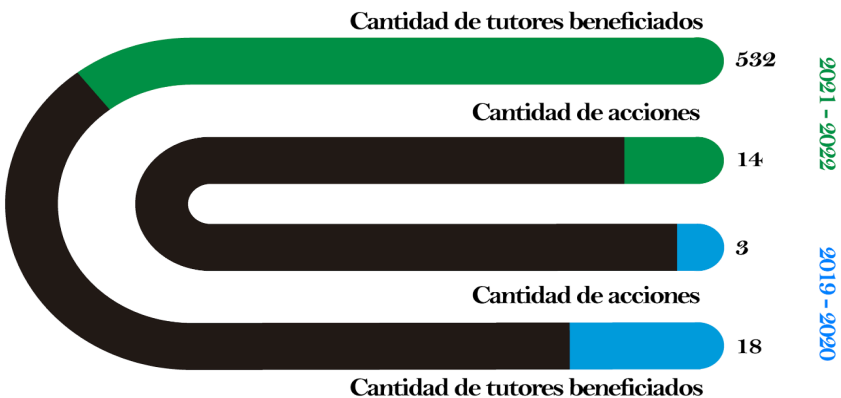 Cantidad de tutores beneficiados
532
Cantidad de acciones
14
2021 - 2022
3
Cantidad de acciones
18
2019 - 2020
Cantidad de tutores beneficiados